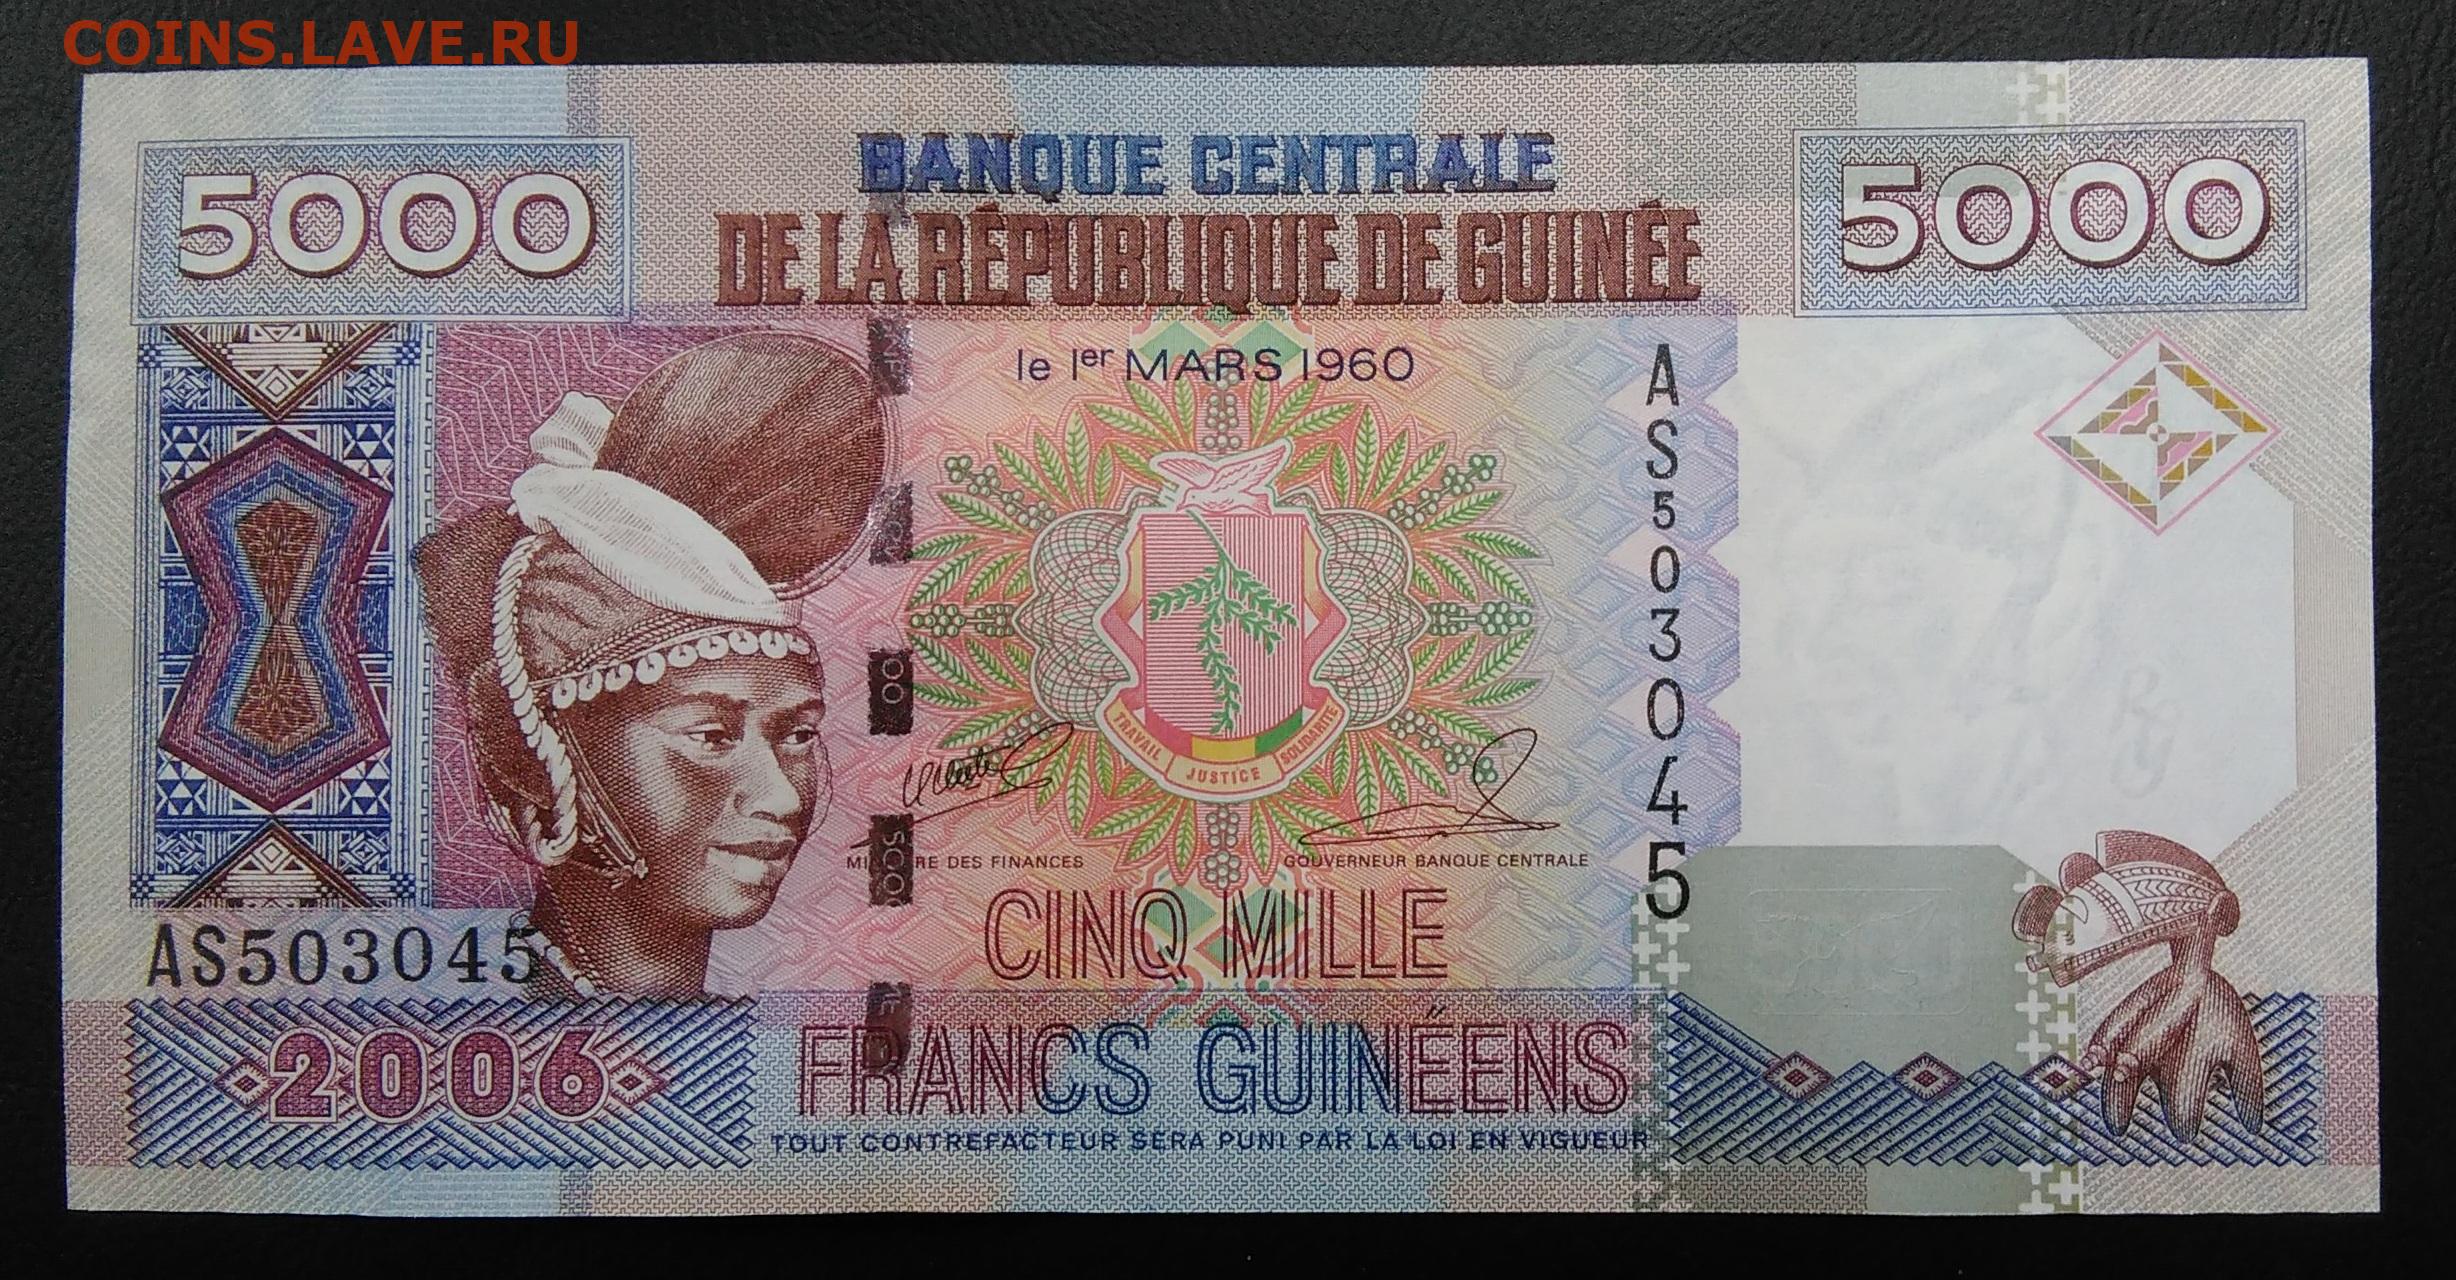 COINS.LAVE.RU
5000
BANQUE CENTRALE
5000
DE LA RÉPUBLIQUE DE GUINÉE
le 1er MARS 1960
AS503045
TRAVAIL JUSTICE SOLIDARITÉ
MINISTRE DES FINANCES
GOUVERNEUR BANQUE CENTRALE
CINQ MILLE
AS503045
2006
FRANCS GUINÉENS
TOUT CONTREFACTEUR SERA PUNI PAR LA LOI EN VIGUEUR